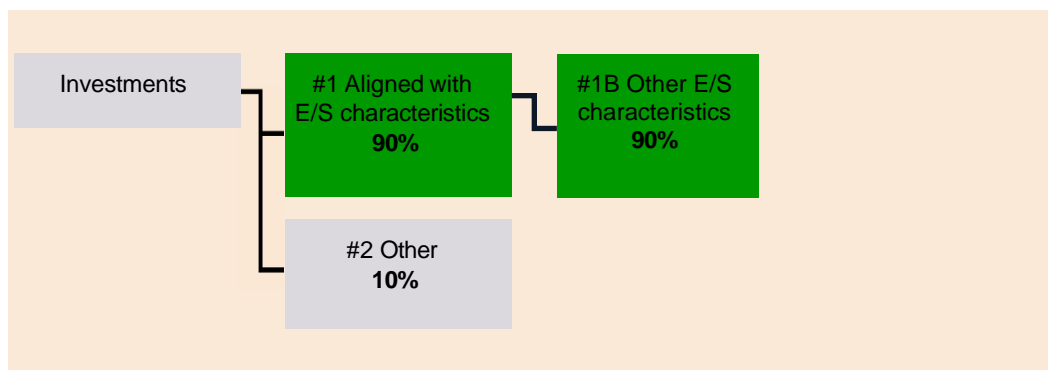 Investments
#1 Aligned with
E/S characteristics
90%
#1B Other E/S
characteristics
90%
#2 Other
10%